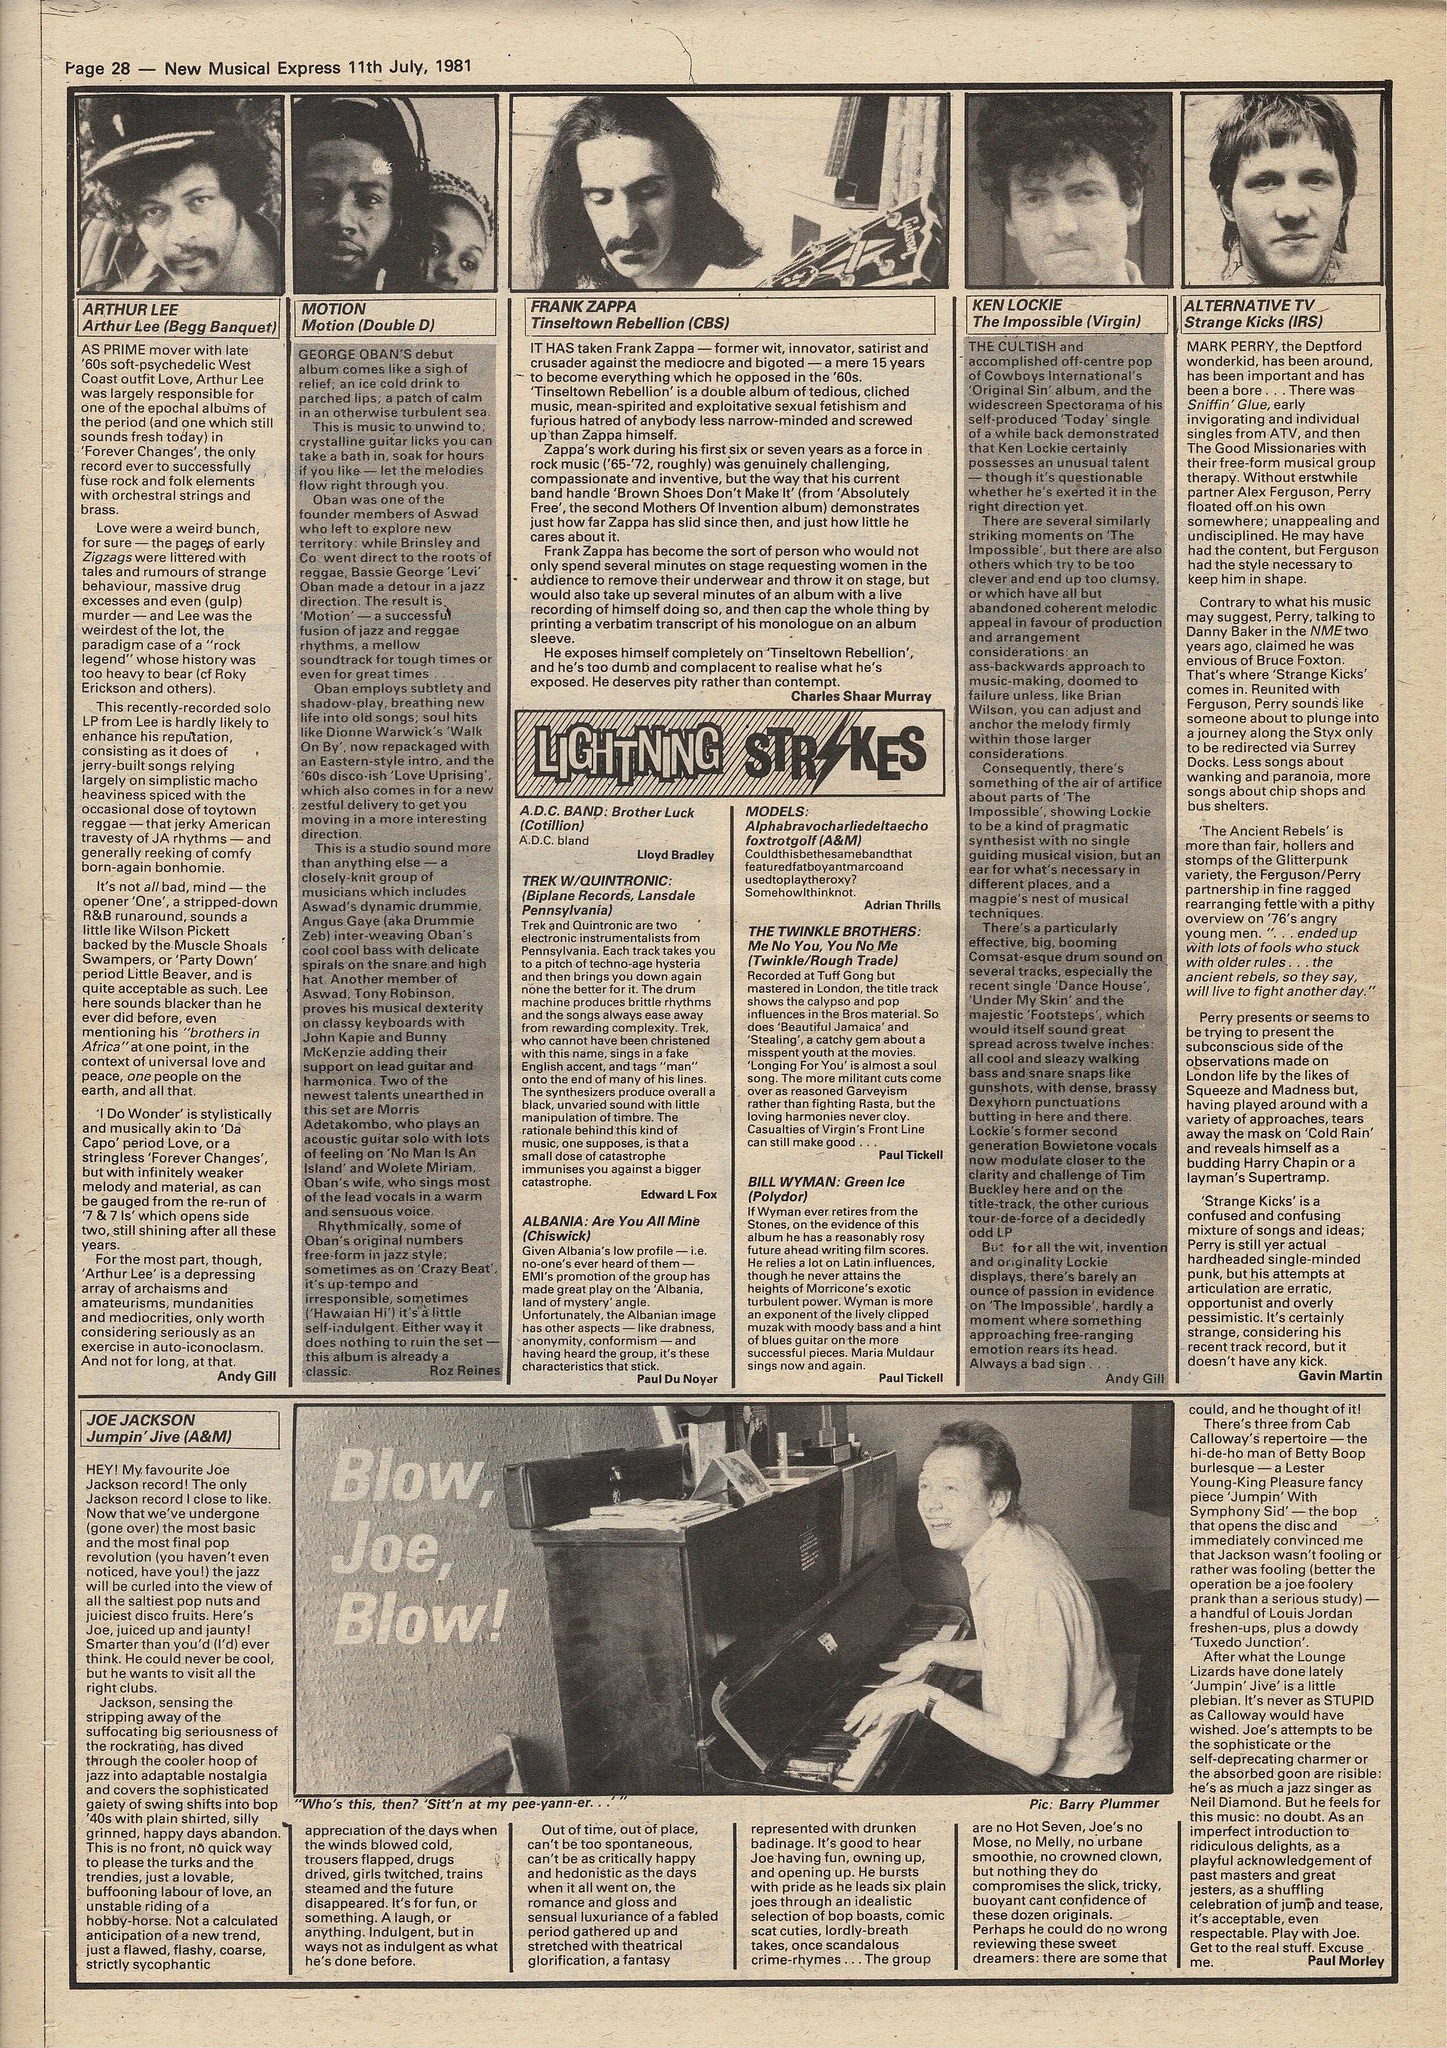 Page 28 — New Musical Express 11th July, 1981
Gibson
ARTHUR LEE
Arthur Lee (Begg Banquet)
AS PRIME mover with late
'60s soft-psychedelic West
Coast outfit Love, Arthur Lee
was largely responsible for
one of the epochal albums of
the period (and one which still
sounds fresh today) in
'Forever Changes', the only
record ever to successfully
fuse rock and folk elements
with orchestral strings and
brass.
Love were a weird bunch,
for sure — the pages of early
Zigzags were littered with
tales and rumours of strange
behaviour, massive drug
excesses and even (gulp)
murder — and Lee was the
weirdest of the lot, the
paradigm case of a "rock
legend" whose history was
too heavy to bear (cf Roky
Erickson and others).
This recently-recorded solo
LP from Lee is hardly likely to
enhance his reputation,
consisting as it does of
jerry-built songs relying
largely on simplistic macho
heaviness spiced with the
occasional dose of toytown
reggae — that jerky American
travesty of JA rhythms — and
generally reeking of comfy
born-again bonhomie.
It's not all bad, mind — the
opener 'One', a stripped-down
R&B runaround, sounds a
little like Wilson Pickett
backed by the Muscle Shoals
Swampers, or 'Party Down'
period Little Beaver, and is
quite acceptable as such. Lee
here sounds blacker than he
ever did before, even
mentioning his "brothers in
Africa" at one point, in the
context of universal love and
peace, one people on the
earth, and all that.
'I Do Wonder' is stylistically
and musically akin to 'Da
Capo' period Love, or a
stringless 'Forever Changes',
but with infinitely weaker
melody and material, as can
be gauged from the re-run of
'7 & 7 Is' which opens side
two, still shining after all these
years.
For the most part, though,
'Arthur Lee' is a depressing
array of archaisms and
amateurisms, mundanities
and mediocrities, only worth
considering seriously as an
exercise in auto-iconoclasm.
And not for long, at that.
Andy Gill
MOTION
Motion (Double D)
GEORGE OBAN'S debut
album comes like a sigh of
relief; an ice cold drink to
parched lips; a patch of calm
in an otherwise turbulent sea.
This is music to unwind to;
crystalline guitar licks you can
take a bath in, soak for hours
if you like — let the melodies
flow right through you.
Oban was one of the
founder members of Aswad
who left to explore new
territory: while Brinsley and
Co. went direct to the roots of
reggae, Bassie George 'Levi'
Oban made a detour in a jazz
direction. The result is
'Motion' — a successful
fusion of jazz and reggae
rhythms, a mellow
soundtrack for tough times or
even for great times . . .
Oban employs subtlety and
shadow-play, breathing new
life into old songs; soul hits
like Dionne Warwick's 'Walk
On By', now repackaged with
an Eastern-style intro, and the
'60s disco-ish 'Love Uprising',
which also comes in for a new
zestful delivery to get you
moving in a more interesting
direction.
This is a studio sound more
than anything else — a
closely-knit group of
musicians which includes
Aswad's dynamic drummie,
Angus Gaye (aka Drummie
Zeb) inter-weaving Oban's
cool cool bass with delicate
spirals on the snare and high
hat. Another member of
Aswad, Tony Robinson,
proves his musical dexterity
on classy keyboards with
John Kapie and Bunny
McKenzie adding their
support on lead guitar and
harmonica. Two of the
newest talents unearthed in
this set are Morris
Adetakombo, who plays an
acoustic guitar solo with lots
of feeling on 'No Man Is An
Island' and Wolete Miriam,
Oban's wife, who sings most
of the lead vocals in a warm
and sensuous voice.
Rhythmically, some of
Oban's original numbers
free-form in jazz style;
sometimes as on 'Crazy Beat',
it's up-tempo and
irresponsible, sometimes
('Hawaian Hi') it's a little
self-indulgent. Either way it
does nothing to ruin the set —
this album is already a
classic.
Roz Reines
FRANK ZAPPA
Tinseltown Rebellion (CBS)
IT HAS taken Frank Zappa — former wit, innovator, satirist and
crusader against the mediocre and bigoted — a mere 15 years
to become everything which he opposed in the '60s.
'Tinseltown Rebellion' is a double album of tedious, cliched
music, mean-spirited and exploitative sexual fetishism and
furious hatred of anybody less narrow-minded and screwed
up than Zappa himself.
Zappa's work during his first six or seven years as a force in
rock music ('65-'72, roughly) was genuinely challenging,
compassionate and inventive, but the way that his current
band handle 'Brown Shoes Don't Make It' (from 'Absolutely
Free', the second Mothers Of Invention album) demonstrates
just how far Zappa has slid since then, and just how little he
cares about it.
Frank Zappa has become the sort of person who would not
only spend several minutes on stage requesting women in the
audience to remove their underwear and throw it on stage, but
would also take up several minutes of an album with a live
recording of himself doing so, and then cap the whole thing by
printing a verbatim transcript of his monologue on an album
sleeve.
He exposes himself completely on 'Tinseltown Rebellion',
and he's too dumb and complacent to realise what he's
exposed. He deserves pity rather than contempt.
Charles Shaar Murray
LIGHTNING STRIKES
A.D.C. BAND: Brother Luck
(Cotillion)
A.D.C. bland
Lloyd Bradley
TREK W/QUINTRONIC:
(Biplane Records, Lansdale
Pennsylvania)
Trek and Quintronic are two
electronic instrumentalists from
Pennsylvania. Each track takes you
to a pitch of techno-age hysteria
and then brings you down again
none the better for it. The drum
machine produces brittle rhythms
and the songs always ease away
from rewarding complexity. Trek,
who cannot have been christened
with this name, sings in a fake
English accent, and tags "man"
onto the end of many of his lines.
The synthesizers produce overall a
black, unvaried sound with little
manipulation of timbre. The
rationale behind this kind of
music, one supposes, is that a
small dose of catastrophe
immunises you against a bigger
catastrophe.
Edward L Fox
ALBANIA: Are You All Mine
(Chiswick)
Given Albania's low profile — i.e.
no-one's ever heard of them —
EMI's promotion of the group has
made great play on the 'Albania,
land of mystery' angle.
Unfortunately, the Albanian image
has other aspects — like drabness,
anonymity, conformism — and
having heard the group, it's these
characteristics that stick.
Paul Du Noyer
MODELS:
Alphabravocharliedeltaecho
foxtrotgolf (A&M)
Couldthisbethesamebandthat
featuredfatboyantmarcoand
usedtoplaytheroxy?
SomehowIthinknot.
Adrian Thrills
THE TWINKLE BROTHERS:
Me No You, You No Me
(Twinkle/Rough Trade)
Recorded at Tuff Gong but
mastered in London, the title track
shows the calypso and pop
influences in the Bros material. So
does 'Beautiful Jamaica' and
'Stealing', a catchy gem about a
misspent youth at the movies.
'Longing For You' is almost a soul
song. The more militant cuts come
over as reasoned Garveyism
rather than fighting Rasta, but the
loving harmonies never cloy.
Casualties of Virgin's Front Line
can still make good . . .
Paul Tickell
BILL WYMAN: Green Ice
(Polydor)
If Wyman ever retires from the
Stones, on the evidence of this
album he has a reasonably rosy
future ahead writing film scores.
He relies a lot on Latin influences,
though he never attains the
heights of Morricone's exotic
turbulent power. Wyman is more
an exponent of the lively clipped
muzak with moody bass and a hint
of blues guitar on the more
successful pieces. Maria Muldaur
sings now and again.
Paul Tickell
KEN LOCKIE
The Impossible (Virgin)
THE CULTISH and
accomplished off-centre pop
of Cowboys International's
'Original Sin' album, and the
widescreen Spectorama of his
self-produced 'Today' single
of a while back demonstrated
that Ken Lockie certainly
possesses an unusual talent
— though it's questionable
whether he's exerted it in the
right direction yet.
There are several similarly
striking moments on 'The
Impossible', but there are also
others which try to be too
clever and end up too clumsy,
or which have all but
abandoned coherent melodic
appeal in favour of production
and arrangement
considerations: an
ass-backwards approach to
music-making, doomed to
failure unless, like Brian
Wilson, you can adjust and
anchor the melody firmly
within those larger
considerations.
Consequently, there's
something of the air of artifice
about parts of 'The
Impossible', showing Lockie
to be a kind of pragmatic
synthesist with no single
guiding musical vision, but an
ear for what's necessary in
different places, and a
magpie's nest of musical
techniques.
There's a particularly
effective, big, booming
Comsat-esque drum sound on
several tracks, especially the
recent single 'Dance House',
'Under My Skin' and the
majestic 'Footsteps', which
would itself sound great
spread across twelve inches:
all cool and sleazy walking
bass and snare snaps like
gunshots, with dense, brassy
Dexyhorn punctuations
butting in here and there.
Lockie's former second
generation Bowietone vocals
now modulate closer to the
clarity and challenge of Tim
Buckley here and on the
title-track, the other curious
tour-de-force of a decidedly
odd LP
But for all the wit, invention
and originality Lockie
displays, there's barely an
ounce of passion in evidence
on 'The Impossible', hardly a
moment where something
approaching free-ranging
emotion rears its head.
Always a bad sign . . .
Andy Gill
ALTERNATIVE TV
Strange Kicks (IRS)
MARK PERRY, the Deptford
wonderkid, has been around,
has been important and has
been a bore . . . There was
Sniffin' Glue, early
invigorating and individual
singles from ATV, and then
The Good Missionaries with
their free-form musical group
therapy. Without erstwhile
partner Alex Ferguson, Perry
floated off on his own
somewhere; unappealing and
undisciplined. He may have
had the content, but Ferguson
had the style necessary to
keep him in shape.
Contrary to what his music
may suggest, Perry, talking to
Danny Baker in the NME two
years ago, claimed he was
envious of Bruce Foxton.
That's where 'Strange Kicks'
comes in. Reunited with
Ferguson, Perry sounds like
someone about to plunge into
a journey along the Styx only
to be redirected via Surrey
Docks. Less songs about
wanking and paranoia, more
songs about chip shops and
bus shelters.
'The Ancient Rebels' is
more than fair, hollers and
stomps of the Glitterpunk
variety, the Ferguson/Perry
partnership in fine ragged
rearranging fettle with a pithy
overview on '76's angry
young men. ". . . ended up
with lots of fools who stuck
with older rules . . . the
ancient rebels, so they say,
will live to fight another day."
Perry presents or seems to
be trying to present the
subconscious side of the
observations made on
London life by the likes of
Squeeze and Madness but,
having played around with a
variety of approaches, tears
away the mask on 'Cold Rain'
and reveals himself as a
budding Harry Chapin or a
layman's Supertramp.
'Strange Kicks' is a
confused and confusing
mixture of songs and ideas;
Perry is still yer actual
hardheaded single-minded
punk, but his attempts at
articulation are erratic,
opportunist and overly
pessimistic. It's certainly
strange, considering his
recent track record, but it
doesn't have any kick.
Gavin Martin
JOE JACKSON
Jumpin' Jive (A&M)
HEY! My favourite Joe
Jackson record! The only
Jackson record I close to like.
Now that we've undergone
(gone over) the most basic
and the most final pop
revolution (you haven't even
noticed, have you!) the jazz
will be curled into the view of
all the saltiest pop nuts and
juiciest disco fruits. Here's
Joe, juiced up and jaunty!
Smarter than you'd (I'd) ever
think. He could never be cool,
but he wants to visit all the
right clubs.
Jackson, sensing the
stripping away of the
suffocating big seriousness of
the rockrating, has dived
through the cooler hoop of
jazz into adaptable nostalgia
and covers the sophisticated
gaiety of swing shifts into bop
'40s with plain shirted, silly
grinned, happy days abandon.
This is no front, no quick way
to please the turks and the
trendies, just a lovable,
buffooning labour of love, an
unstable riding of a
hobby-horse. Not a calculated
anticipation of a new trend,
just a flawed, flashy, coarse,
strictly sycophantic
Blow,
Joe,
Blow!
"Who's this, then? 'Sitt'n at my pee-yann-er. . .' "
Pic: Barry Plummer
appreciation of the days when
the winds blowed cold,
trousers flapped, drugs
drived, girls twitched, trains
steamed and the future
disappeared. It's for fun, or
something. A laugh, or
anything. Indulgent, but in
ways not as indulgent as what
he's done before.
Out of time, out of place,
can't be too spontaneous,
can't be as critically happy
and hedonistic as the days
when it all went on, the
romance and gloss and
sensual luxuriance of a fabled
period gathered up and
stretched with theatrical
glorification, a fantasy
represented with drunken
badinage. It's good to hear
Joe having fun, owning up,
and opening up. He bursts
with pride as he leads six plain
joes through an idealistic
selection of bop boasts, comic
scat cuties, lordly-breath
takes, once scandalous
crime-rhymes . . . The group
are no Hot Seven, Joe's no
Mose, no Melly, no urbane
smoothie, no crowned clown,
but nothing they do
compromises the slick, tricky,
buoyant cant confidence of
these dozen originals.
Perhaps he could do no wrong
reviewing these sweet
dreamers: there are some that
could, and he thought of it!
There's three from Cab
Calloway's repertoire — the
hi-de-ho man of Betty Boop
burlesque — a Lester
Young-King Pleasure fancy
piece 'Jumpin' With
Symphony Sid' — the bop
that opens the disc and
immediately convinced me
that Jackson wasn't fooling or
rather was fooling (better the
operation be a joe foolery
prank than a serious study) —
a handful of Louis Jordan
freshen-ups, plus a dowdy
'Tuxedo Junction'.
After what the Lounge
Lizards have done lately
'Jumpin' Jive' is a little
plebian. It's never as STUPID
as Calloway would have
wished. Joe's attempts to be
the sophisticate or the
self-deprecating charmer or
the absorbed goon are risible:
he's as much a jazz singer as
Neil Diamond. But he feels for
this music: no doubt. As an
imperfect introduction to
ridiculous delights, as a
playful acknowledgement of
past masters and great
jesters, as a shuffling
celebration of jump and tease,
it's acceptable, even
respectable. Play with Joe.
Get to the real stuff. Excuse
me.
Paul Morley